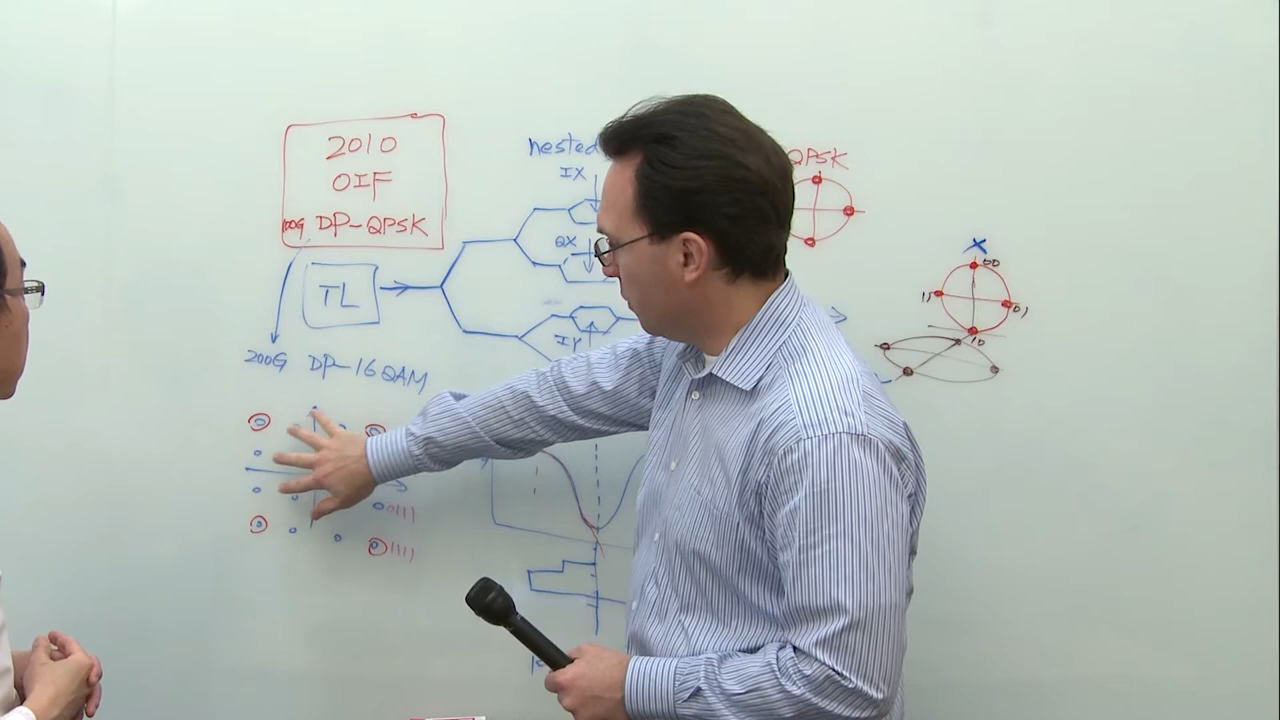 2010
OIF
100G DP-QPSK
nested
IX
QX
IY
TL
200G DP-16QAM
0111
1111
QPSK
X
00
11
01
10